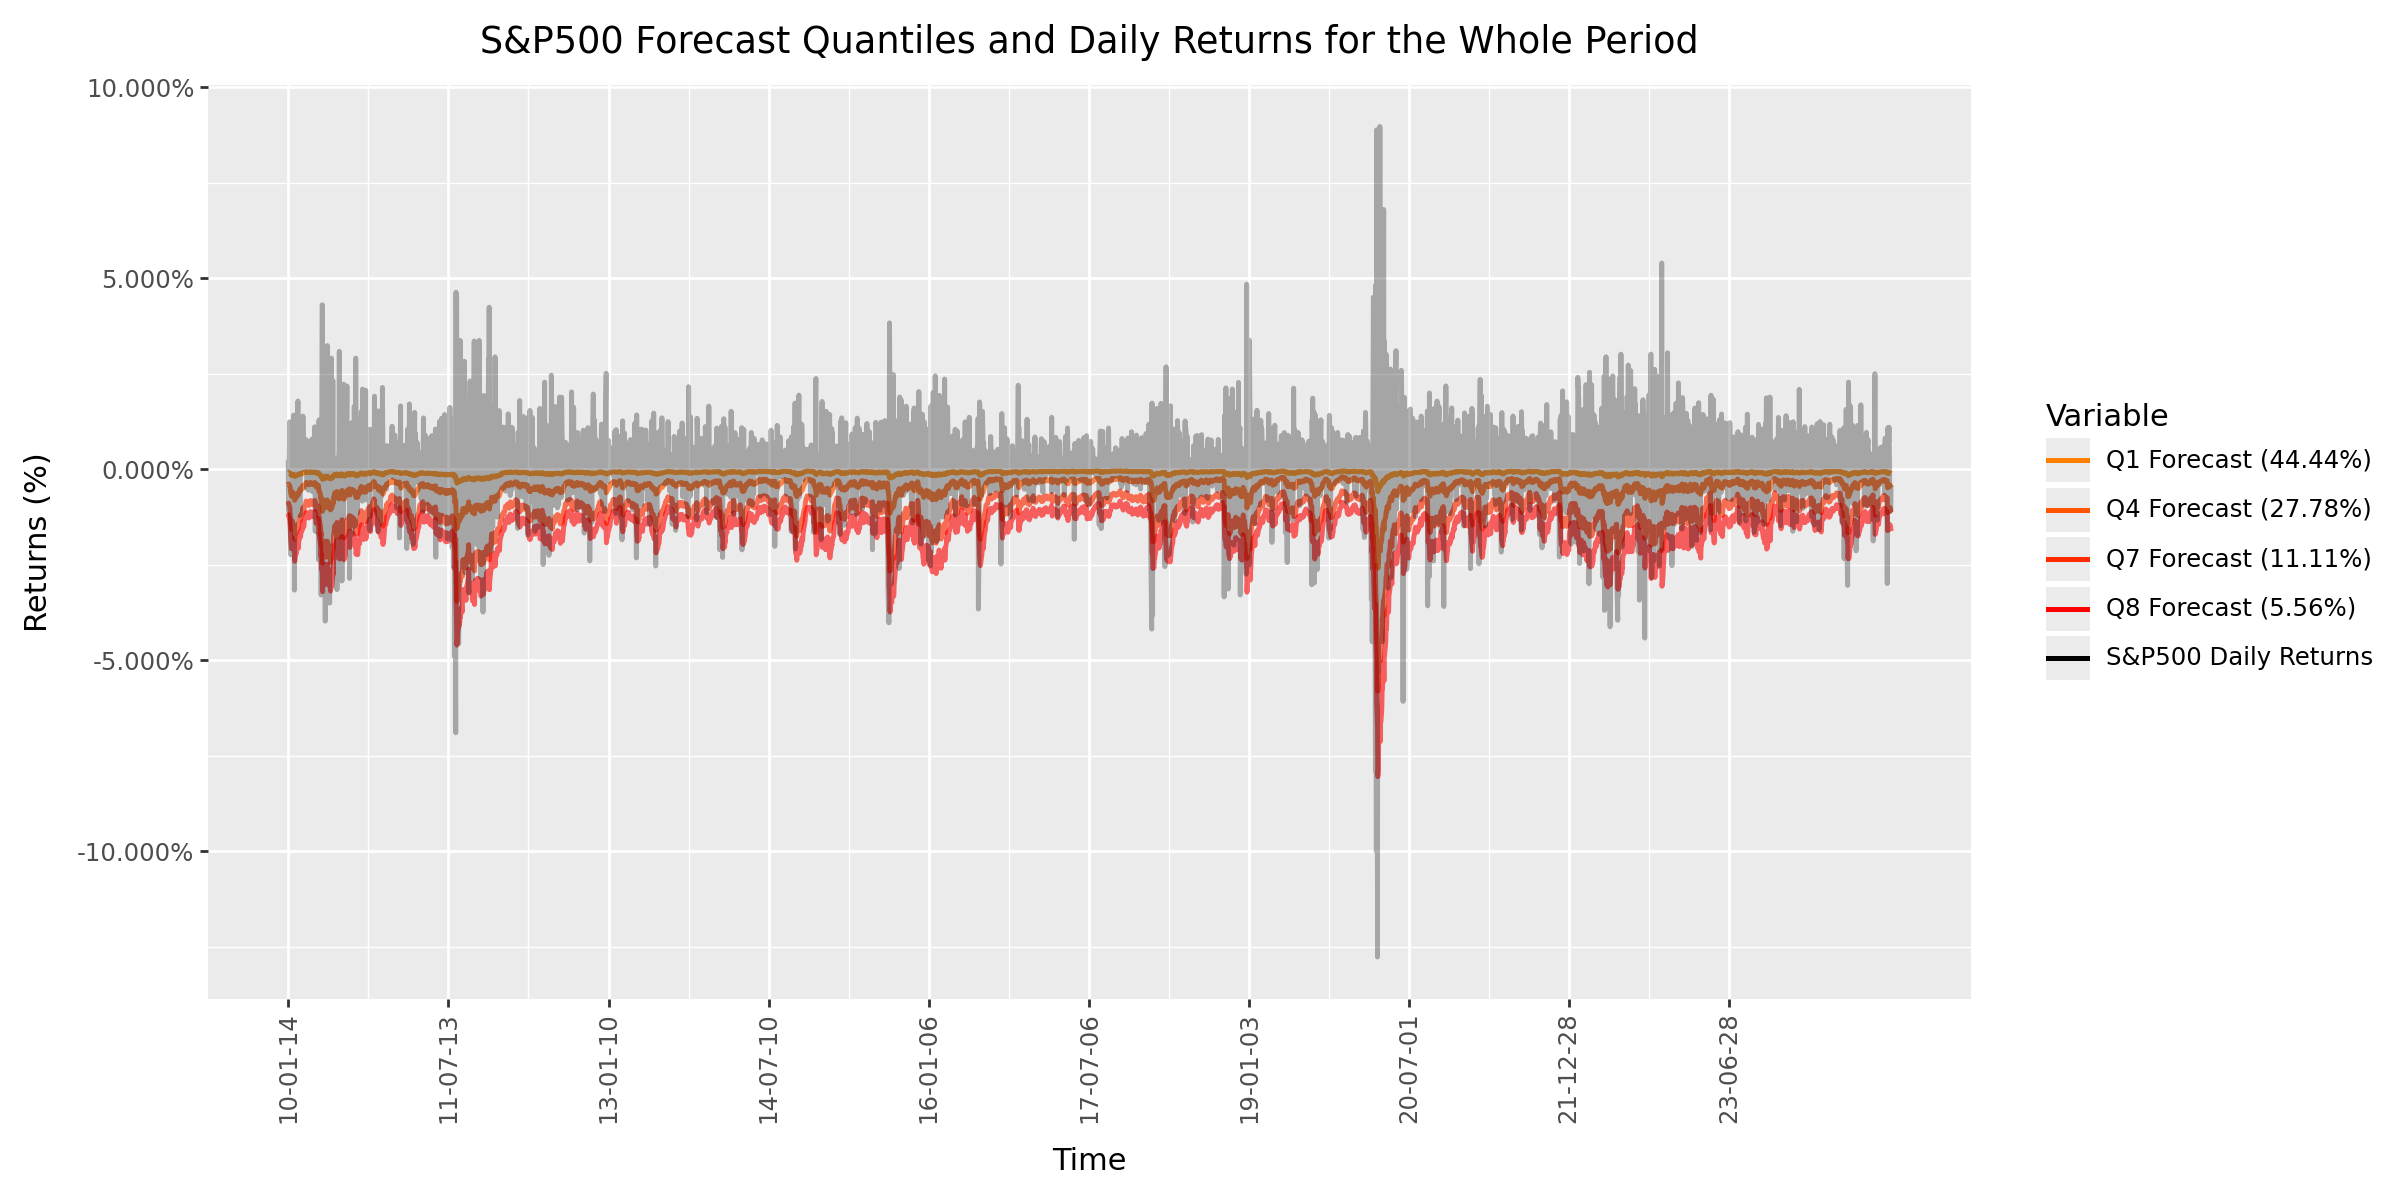 S&P500 Forecast Quantiles and Daily Returns for the Whole Period
10.000%
5.000%
0.000%
-5.000%
-10.000%
Returns (%)
10-01-14
11-07-13
13-01-10
14-07-10
16-01-06
17-07-06
19-01-03
20-07-01
21-12-28
23-06-28
Time
Variable
Q1 Forecast (44.44%)
Q4 Forecast (27.78%)
Q7 Forecast (11.11%)
Q8 Forecast (5.56%)
S&P500 Daily Returns